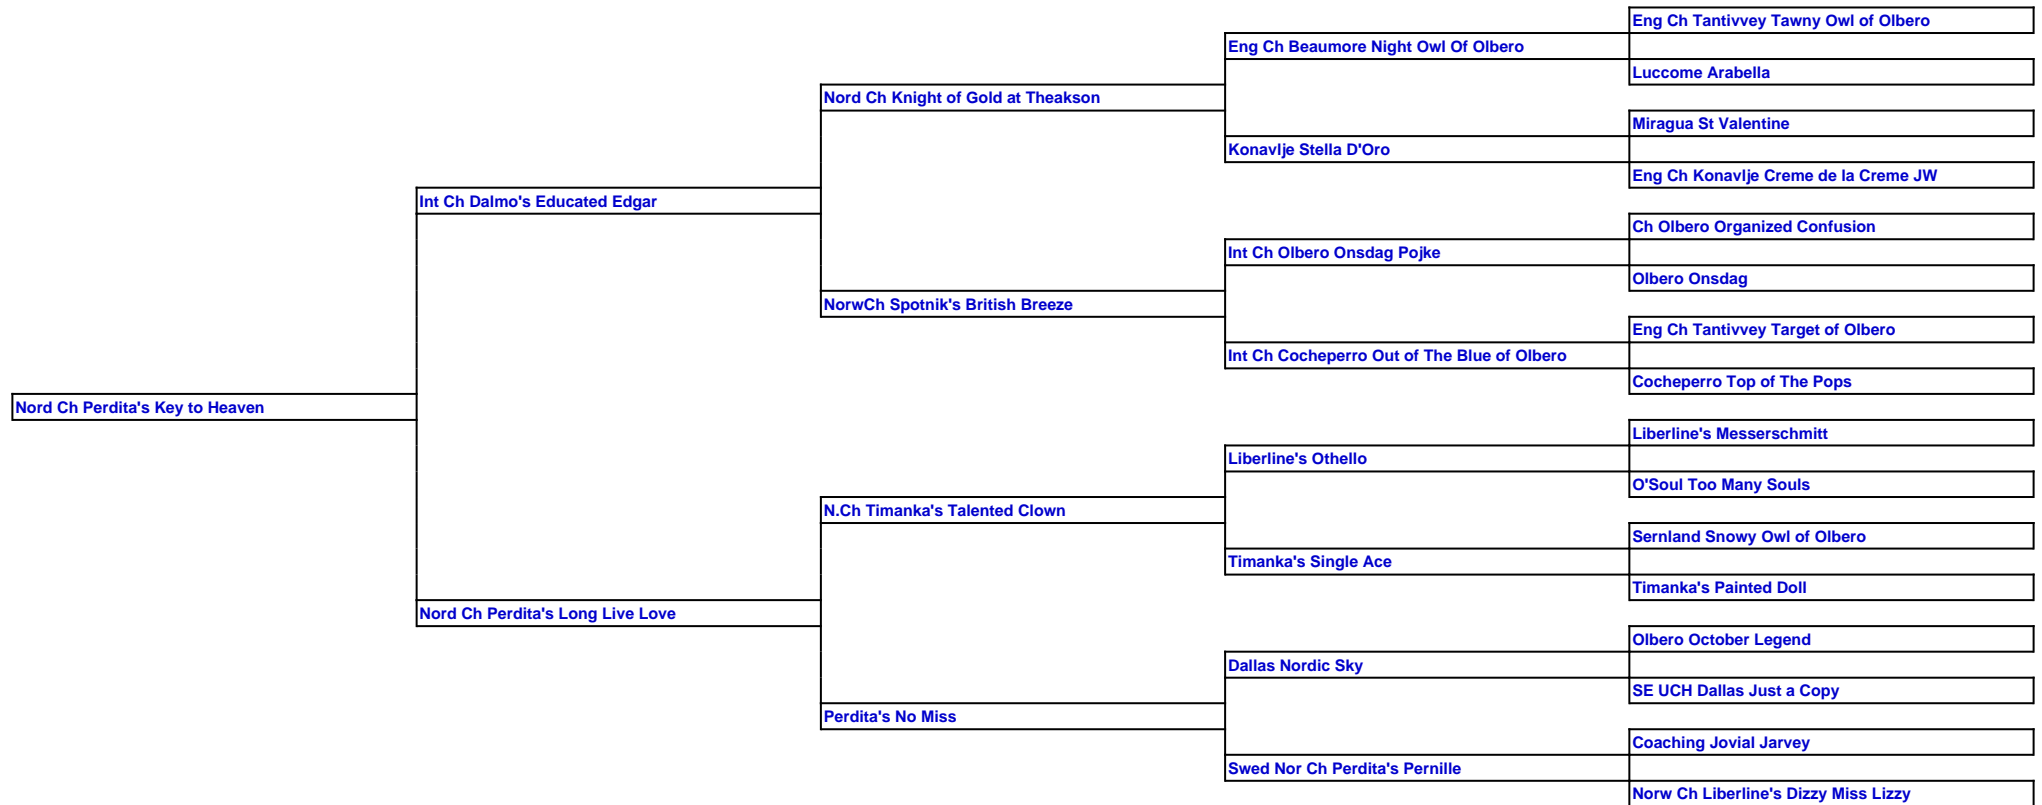 Eng Ch Tantivvey Tawny Owl of Olbero
Eng Ch Beaumore Night Owl Of Olbero
Luccome Arabella
Nord Ch Knight of Gold at Theakson
Miragua St Valentine
Konavlje Stella D'Oro
Eng Ch Konavlje Creme de la Creme JW
Int Ch Dalmo's Educated Edgar
Ch Olbero Organized Confusion
Int Ch Olbero Onsdag Pojke
Olbero Onsdag
NorwCh Spotnik's British Breeze
Eng Ch Tantivvey Target of Olbero
Int Ch Cocheperro Out of The Blue of Olbero
Cocheperro Top of The Pops
Nord Ch Perdita's Key to Heaven
Liberline's Messerschmitt
Liberline's Othello
O'Soul Too Many Souls
N.Ch Timanka's Talented Clown
Sernland Snowy Owl of Olbero
Timanka's Single Ace
Timanka's Painted Doll
Nord Ch Perdita's Long Live Love
Olbero October Legend
Dallas Nordic Sky
SE UCH Dallas Just a Copy
Perdita's No Miss
Coaching Jovial Jarvey
Swed Nor Ch Perdita's Pernille
Norw Ch Liberline's Dizzy Miss Lizzy